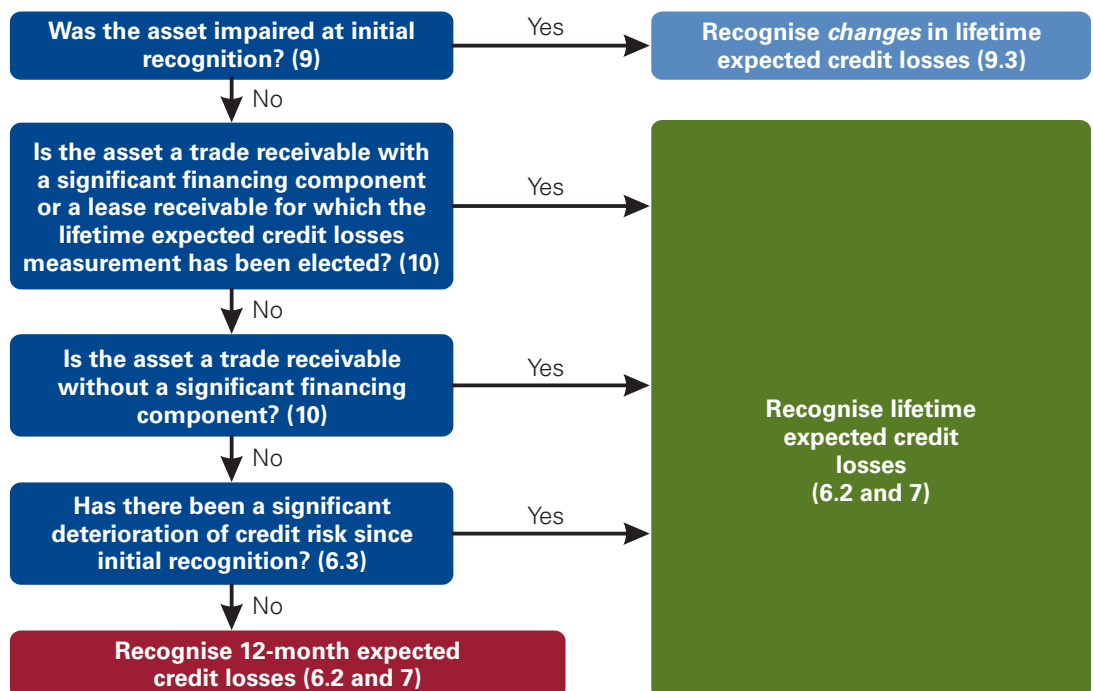 Was the asset impaired at initial
recognition? (9)
Yes
Recognise changes in lifetime
expected credit losses (9.3)
No
Is the asset a trade receivable with
a significant financing component
or a lease receivable for which the
lifetime expected credit losses
measurement has been elected? (10)
Yes
No
Is the asset a trade receivable
without a significant financing
component? (10)
Yes
No
Has there been a significant
deterioration of credit risk since
initial recognition? (6.3)
Yes
Recognise lifetime
expected credit
losses
(6.2 and 7)
No
Recognise 12-month expected
credit losses (6.2 and 7)